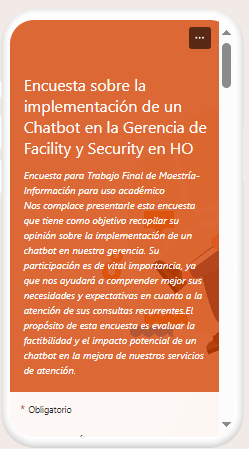 ...
Encuesta sobre la
implementación de un
Chatbot en la Gerencia de
Facility y Security en HO
Encuesta para Trabajo Final de Maestría-
Información para uso académico
Nos complace presentarle esta encuesta
que tiene como objetivo recopilar su
opinión sobre la implementación de un
chatbot en nuestra gerencia. Su
participación es de vital importancia, ya
que nos ayudará a comprender mejor sus
necesidades y expectativas en cuanto a la
atención de sus consultas recurrentes.El
propósito de esta encuesta es evaluar la
factibilidad y el impacto potencial de un
chatbot en la mejora de nuestros servicios
de atención.
* Obligatorio